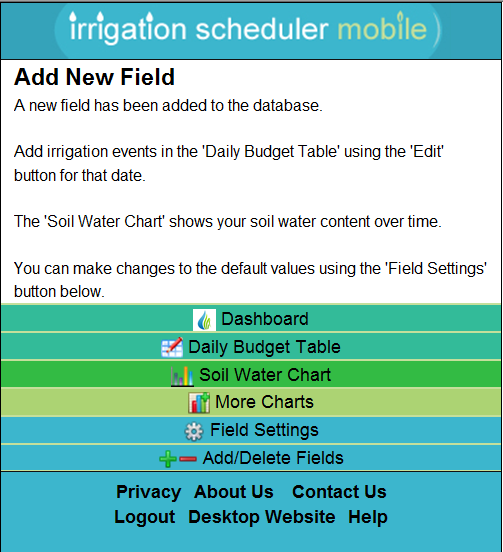 irrigation scheduler mobile
Add New Field
A new field has been added to the database.
Add irrigation events in the 'Daily Budget Table' using the 'Edit'
button for that date.
The 'Soil Water Chart' shows your soil water content over time.
You can make changes to the default values using the 'Field Settings'
button below.
Dashboard
Daily Budget Table
Soil Water Chart
More Charts
Field Settings
Add/Delete Fields
Privacy About Us Contact Us
Logout Desktop Website Help